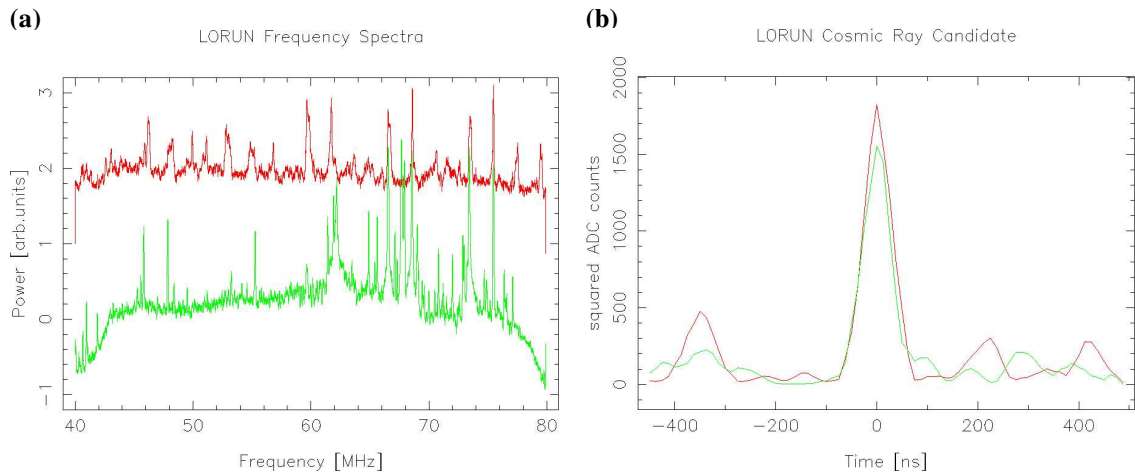 (a)
LORUN Frequency Spectra
Power [arb.units]
3
2
1
0
−1
40
50
60
70
80
Frequency [MHz]
(b)
LORUN Cosmic Ray Candidate
squared ADC counts
2000
1500
1000
500
0
−400
−200
0
200
400
Time [ns]